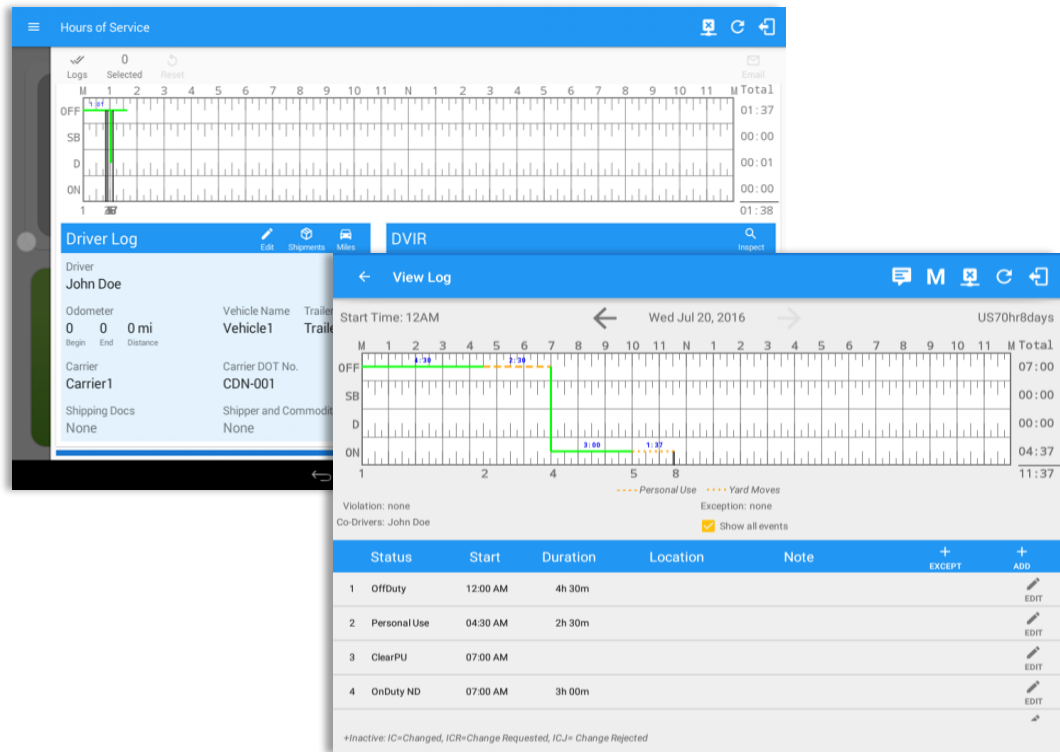 Hours of Service
Logs
0
Selected
Reset
Email
M 1 2 3 4 5 6 7 8 9 10 11 N 1 2 3 4 5 6 7 8 9 10 11 M Total
OFF 01:37
SB 00:00
D 00:01
ON 00:00
1 01:38
Driver Log
Edit Shipments Miles
DVIR
Inspect
Driver
John Doe
Odometer Vehicle Name Trailer
0 0 0 mi Vehicle1
Begin End Distance
Carrier Carrier DOT No.
Carrier1 CDN-001
Shipping Docs Shipper and
None None
View Log
M
Start Time: 12AM Wed Jul 20, 2016 US70hr8days
M 1 2 3 4 5 6 7 8 9 10 11 N 1 2 3 4 5 6 7 8 9 10 11 M Total
OFF 4:30 2:30 07:00
SB 00:00
D 00:00
ON 3:00 1:37 04:37
1 2 4 5 8 11:37
Personal Use Yard Moves
Violation: none Exception: none
Co-Drivers: John Doe Show all events
Status Start Duration Location Note + EXCEPT + ADD
1 OffDuty 12:00 AM 4h 30m EDIT
2 Personal Use 04:30 AM 2h 30m EDIT
3 ClearPU 07:00 AM EDIT
4 OnDuty ND 07:00 AM 3h 00m EDIT
+Inactive: IC=Changed, ICR=Change Requested, ICJ= Change Rejected